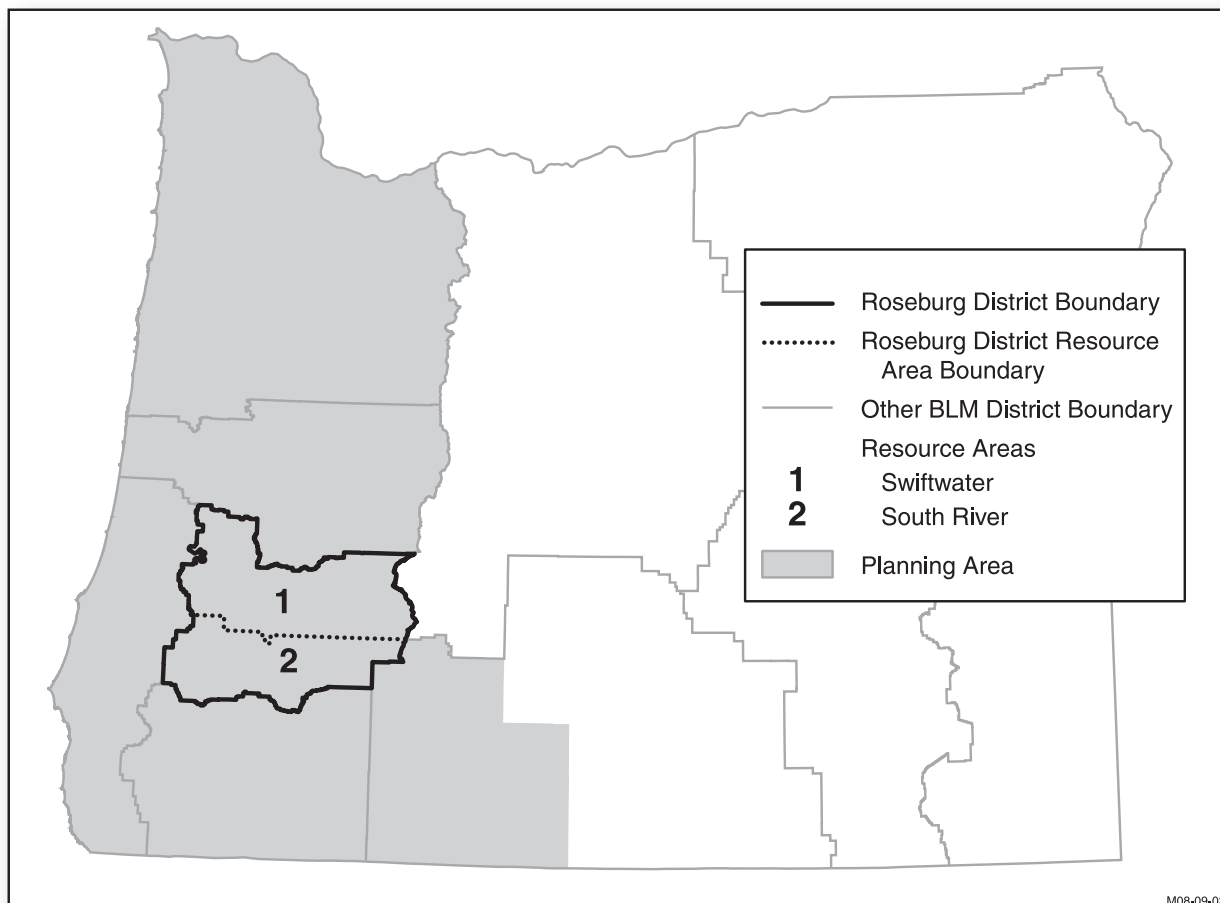 Roseburg District Boundary
Roseburg District Resource
Area Boundary
Other BLM District Boundary
Resource Areas
1 Swiftwater
2 South River
Planning Area
1
2